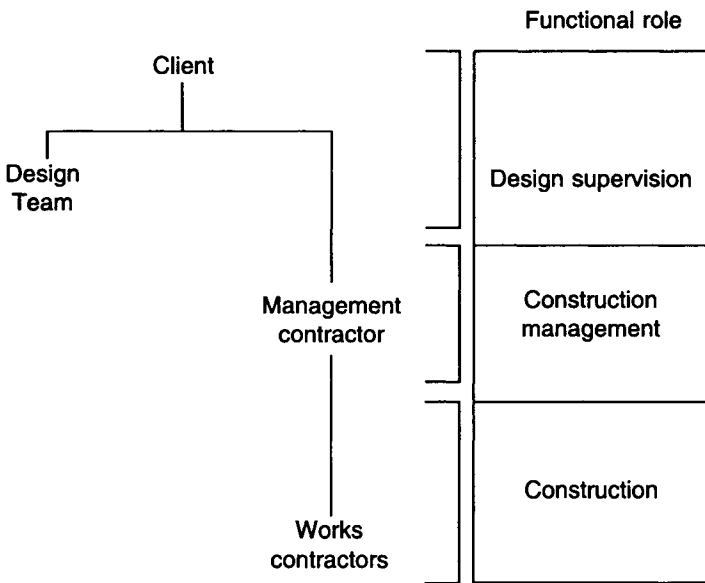 Functional role
Client
Design
Team
Design supervision
Management
contractor
Construction
management
Construction
Works
contractors